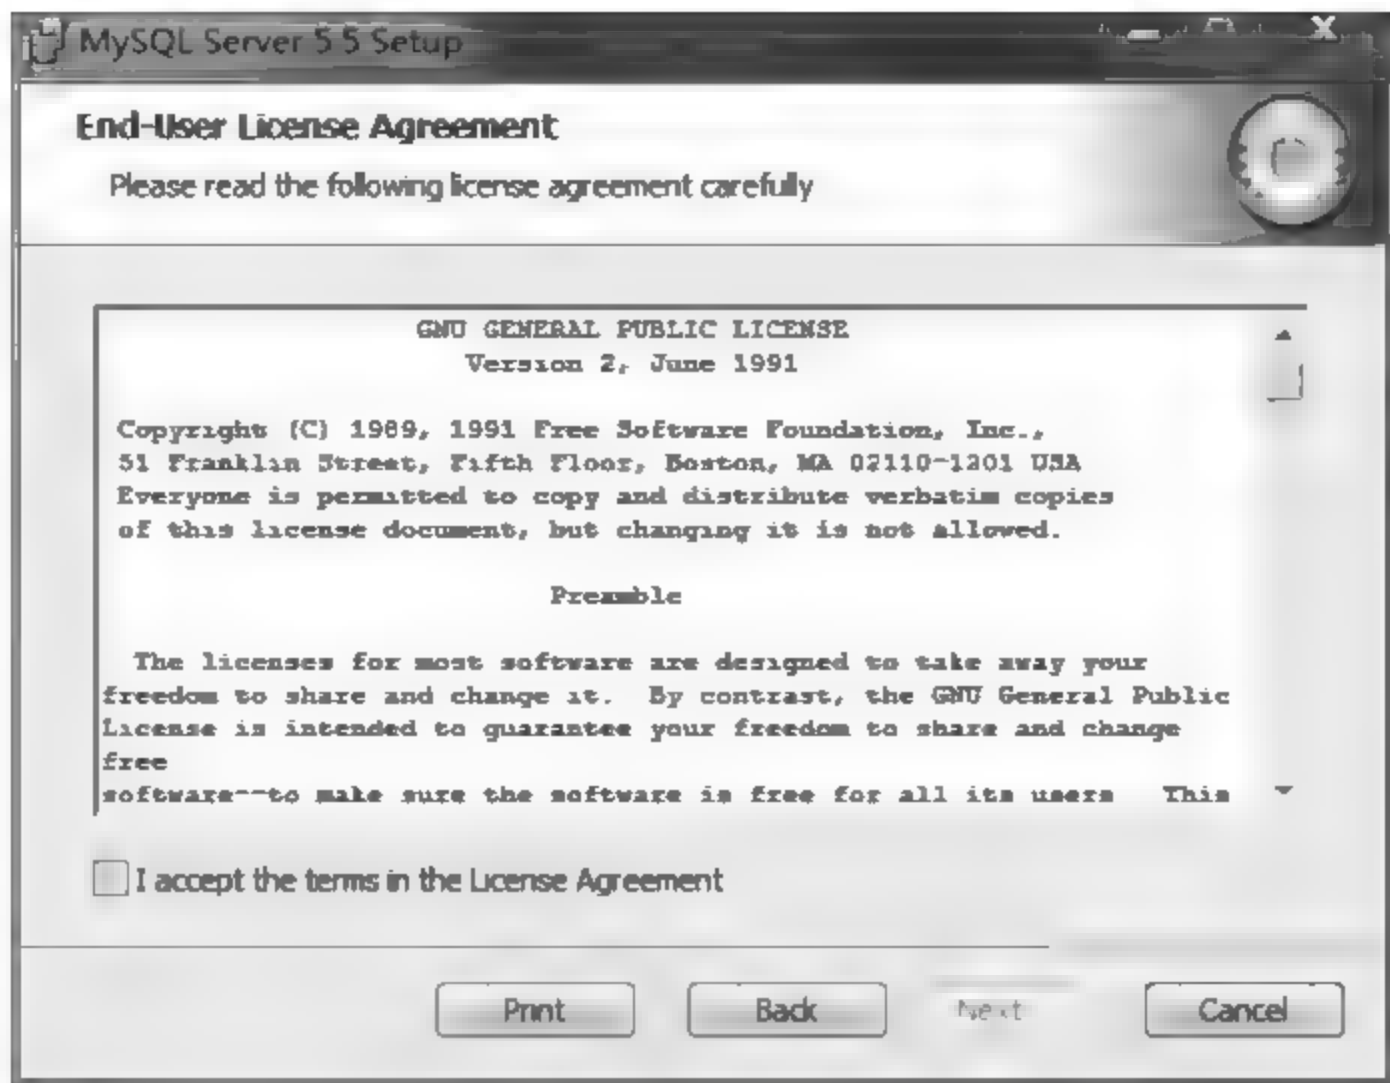 MySQL Server 5 5 Setup
End-User License Agreement
Please read the following license agreement carefully
GNU GENERAL PUBLIC LICENSE
Version 2, June 1991
Copyright (C) 1989, 1991 Free Software Foundation, Inc.,
51 Franklin Street, Fifth Floor, Boston, MA 02110-1301 USA
Everyone is permitted to copy and distribute verbatim copies
of this license document, but changing it is not allowed.
Preamble
The licenses for most software are designed to take away your
freedom to share and change it. By contrast, the GNU General Public
License is intended to guarantee your freedom to share and change
free
software--to make sure the software is free for all its users This
I accept the terms in the License Agreement
Print Back Next Cancel